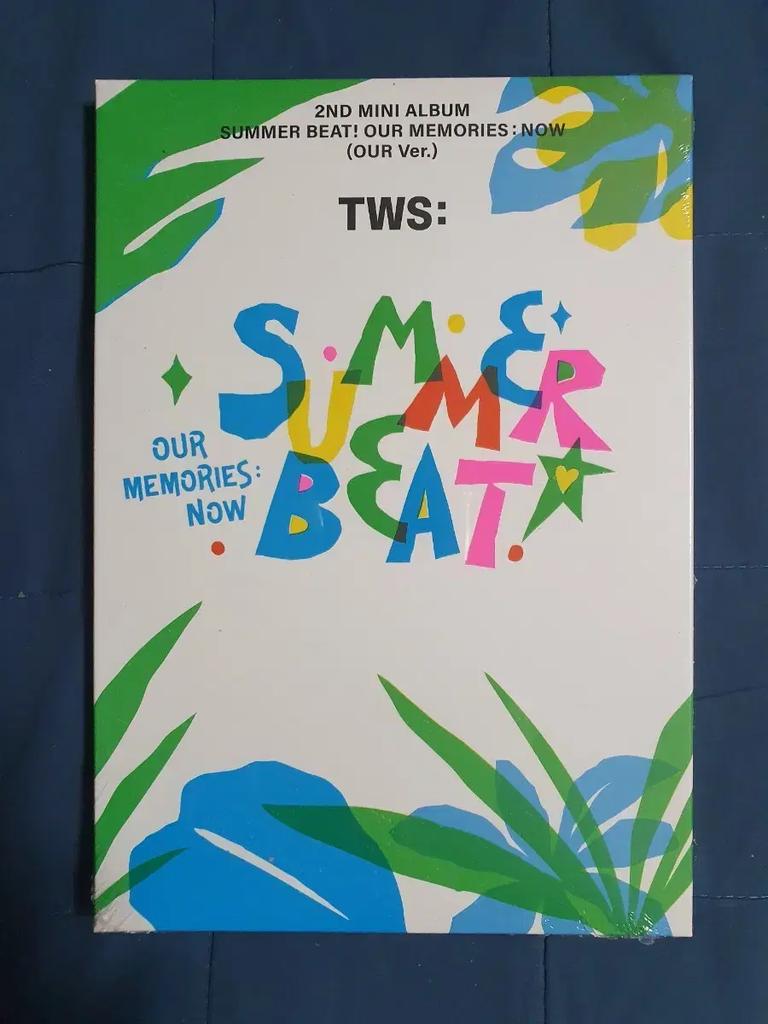 2ND MINI ALBUM
SUMMER BEAT! OUR MEMORIES : NOW
(OUR Ver.)
TWS:
SUMMER
BEAT!
OUR
MEMORIES:
NOW